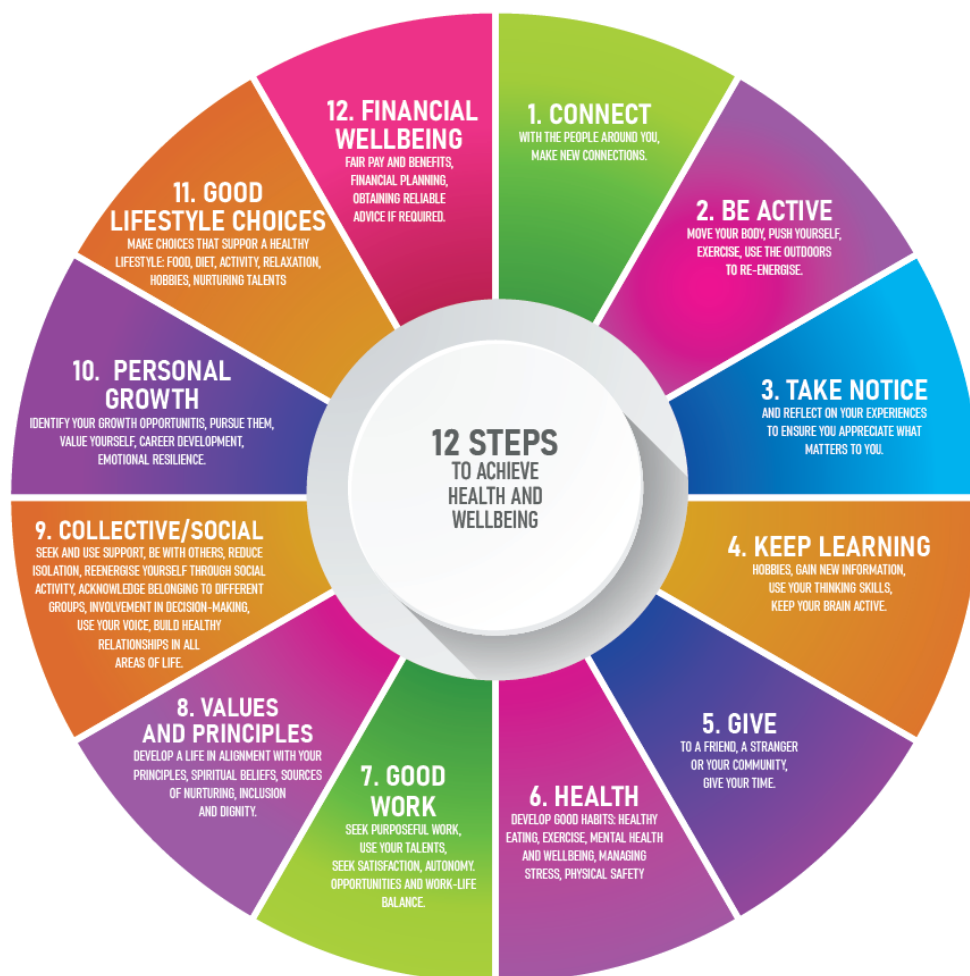 12 STEPS
TO ACHIEVE
HEALTH AND
WELLBEING
1. CONNECT
WITH THE PEOPLE AROUND YOU,
MAKE NEW CONNECTIONS.
2. BE ACTIVE
MOVE YOUR BODY, PUSH YOURSELF,
EXERCISE, USE THE OUTDOORS
TO RE-ENERGISE.
3. TAKE NOTICE
AND REFLECT ON YOUR EXPERIENCES
TO ENSURE YOU APPRECIATE WHAT
MATTERS TO YOU.
4. KEEP LEARNING
HOBBIES, GAIN NEW INFORMATION,
USE YOUR THINKING SKILLS,
KEEP YOUR BRAIN ACTIVE.
5. GIVE
TO A FRIEND, A STRANGER
OR YOUR COMMUNITY,
GIVE YOUR TIME.
6. HEALTH
DEVELOP GOOD HABITS: HEALTHY
EATING, EXERCISE, MENTAL HEALTH
AND WELLBEING, MANAGING
STRESS, PHYSICAL SAFETY
7. GOOD
WORK
SEEK PURPOSEFUL WORK,
USE YOUR TALENTS,
SEEK SATISFACTION, AUTONOMY.
OPPORTUNITIES AND WORK-LIFE
BALANCE.
8. VALUES
AND PRINCIPLES
DEVELOP A LIFE IN ALIGNMENT WITH YOUR
PRINCIPLES, SPIRITUAL BELIEFS, SOURCES
OF NURTURING, INCLUSION
AND DIGNITY.
9. COLLECTIVE/SOCIAL
SEEK AND USE SUPPORT, BE WITH OTHERS, REDUCE
ISOLATION, REENERGISE YOURSELF THROUGH SOCIAL
ACTIVITY, ACKNOWLEDGE BELONGING TO DIFFERENT
GROUPS, INVOLVEMENT IN DECISION-MAKING,
USE YOUR VOICE, BUILD HEALTHY
RELATIONSHIPS IN ALL
AREAS OF LIFE.
10. PERSONAL
GROWTH
IDENTIFY YOUR GROWTH OPPORTUNITIS, PURSUE THEM,
VALUE YOURSELF, CAREER DEVELOPMENT,
EMOTIONAL RESILIENCE.
11. GOOD
LIFESTYLE CHOICES
MAKE CHOICES THAT SUPPOR A HEALTHY
LIFESTYLE: FOOD, DIET, ACTIVITY, RELAXATION,
HOBBIES, NURTURING TALENTS
12. FINANCIAL
WELLBEING
FAIR PAY AND BENEFITS,
FINANCIAL PLANNING,
OBTAINING RELIABLE
ADVICE IF REQUIRED.